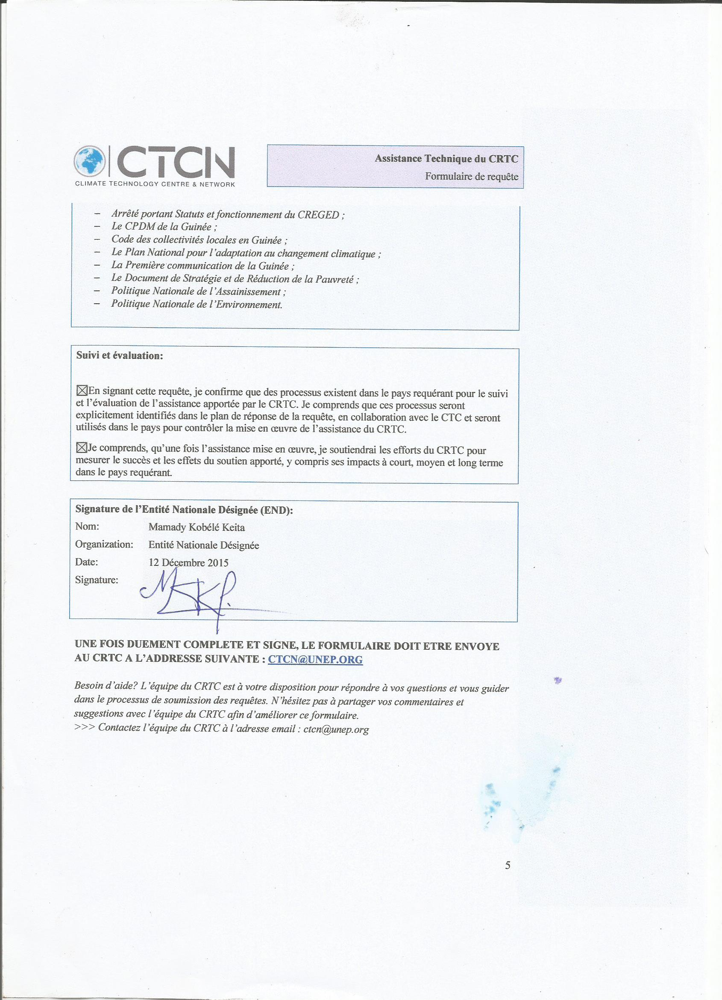 CTCN
CLIMATE TECHNOLOGY CENTRE & NETWORK
Assistance Technique du CRTC
Formulaire de requête
– Arrêté portant Statuts et fonctionnement du CREGED ;
– Le CPDM de la Guinée ;
– Code des collectivités locales en Guinée ;
– Le Plan National pour l'adaptation au changement climatique ;
– La Première communication de la Guinée ;
– Le Document de Stratégie et de Réduction de la Pauvreté ;
– Politique Nationale de l'Assainissement ;
– Politique Nationale de l'Environnement.
Suivi et évaluation:
☒En signant cette requête, je confirme que des processus existent dans le pays requérant pour le suivi
et l'évaluation de l'assistance apportée par le CRTC. Je comprends que ces processus seront
explicitement identifiés dans le plan de réponse de la requête, en collaboration avec le CTC et seront
utilisés dans le pays pour contrôler la mise en œuvre de l'assistance du CRTC.
☒Je comprends, qu'une fois l'assistance mise en œuvre, je soutiendrai les efforts du CRTC pour
mesurer le succès et les effets du soutien apporté, y compris ses impacts à court, moyen et long terme
dans le pays requérant.
Signature de l'Entité Nationale Désignée (END):
Nom: Mamady Kobélé Keita
Organization: Entité Nationale Désignée
Date: 12 Décembre 2015
Signature:
UNE FOIS DUEMENT COMPLETE ET SIGNE, LE FORMULAIRE DOIT ETRE ENVOYE
AU CRTC A L'ADDRESSE SUIVANTE : CTCN@UNEP.ORG
Besoin d'aide? L'équipe du CRTC est à votre disposition pour répondre à vos questions et vous guider
dans le processus de soumission des requêtes. N'hésitez pas à partager vos commentaires et
suggestions avec l'équipe du CRTC afin d'améliorer ce formulaire.
>>> Contactez l'équipe du CRTC à l'adresse email : ctcn@unep.org
5